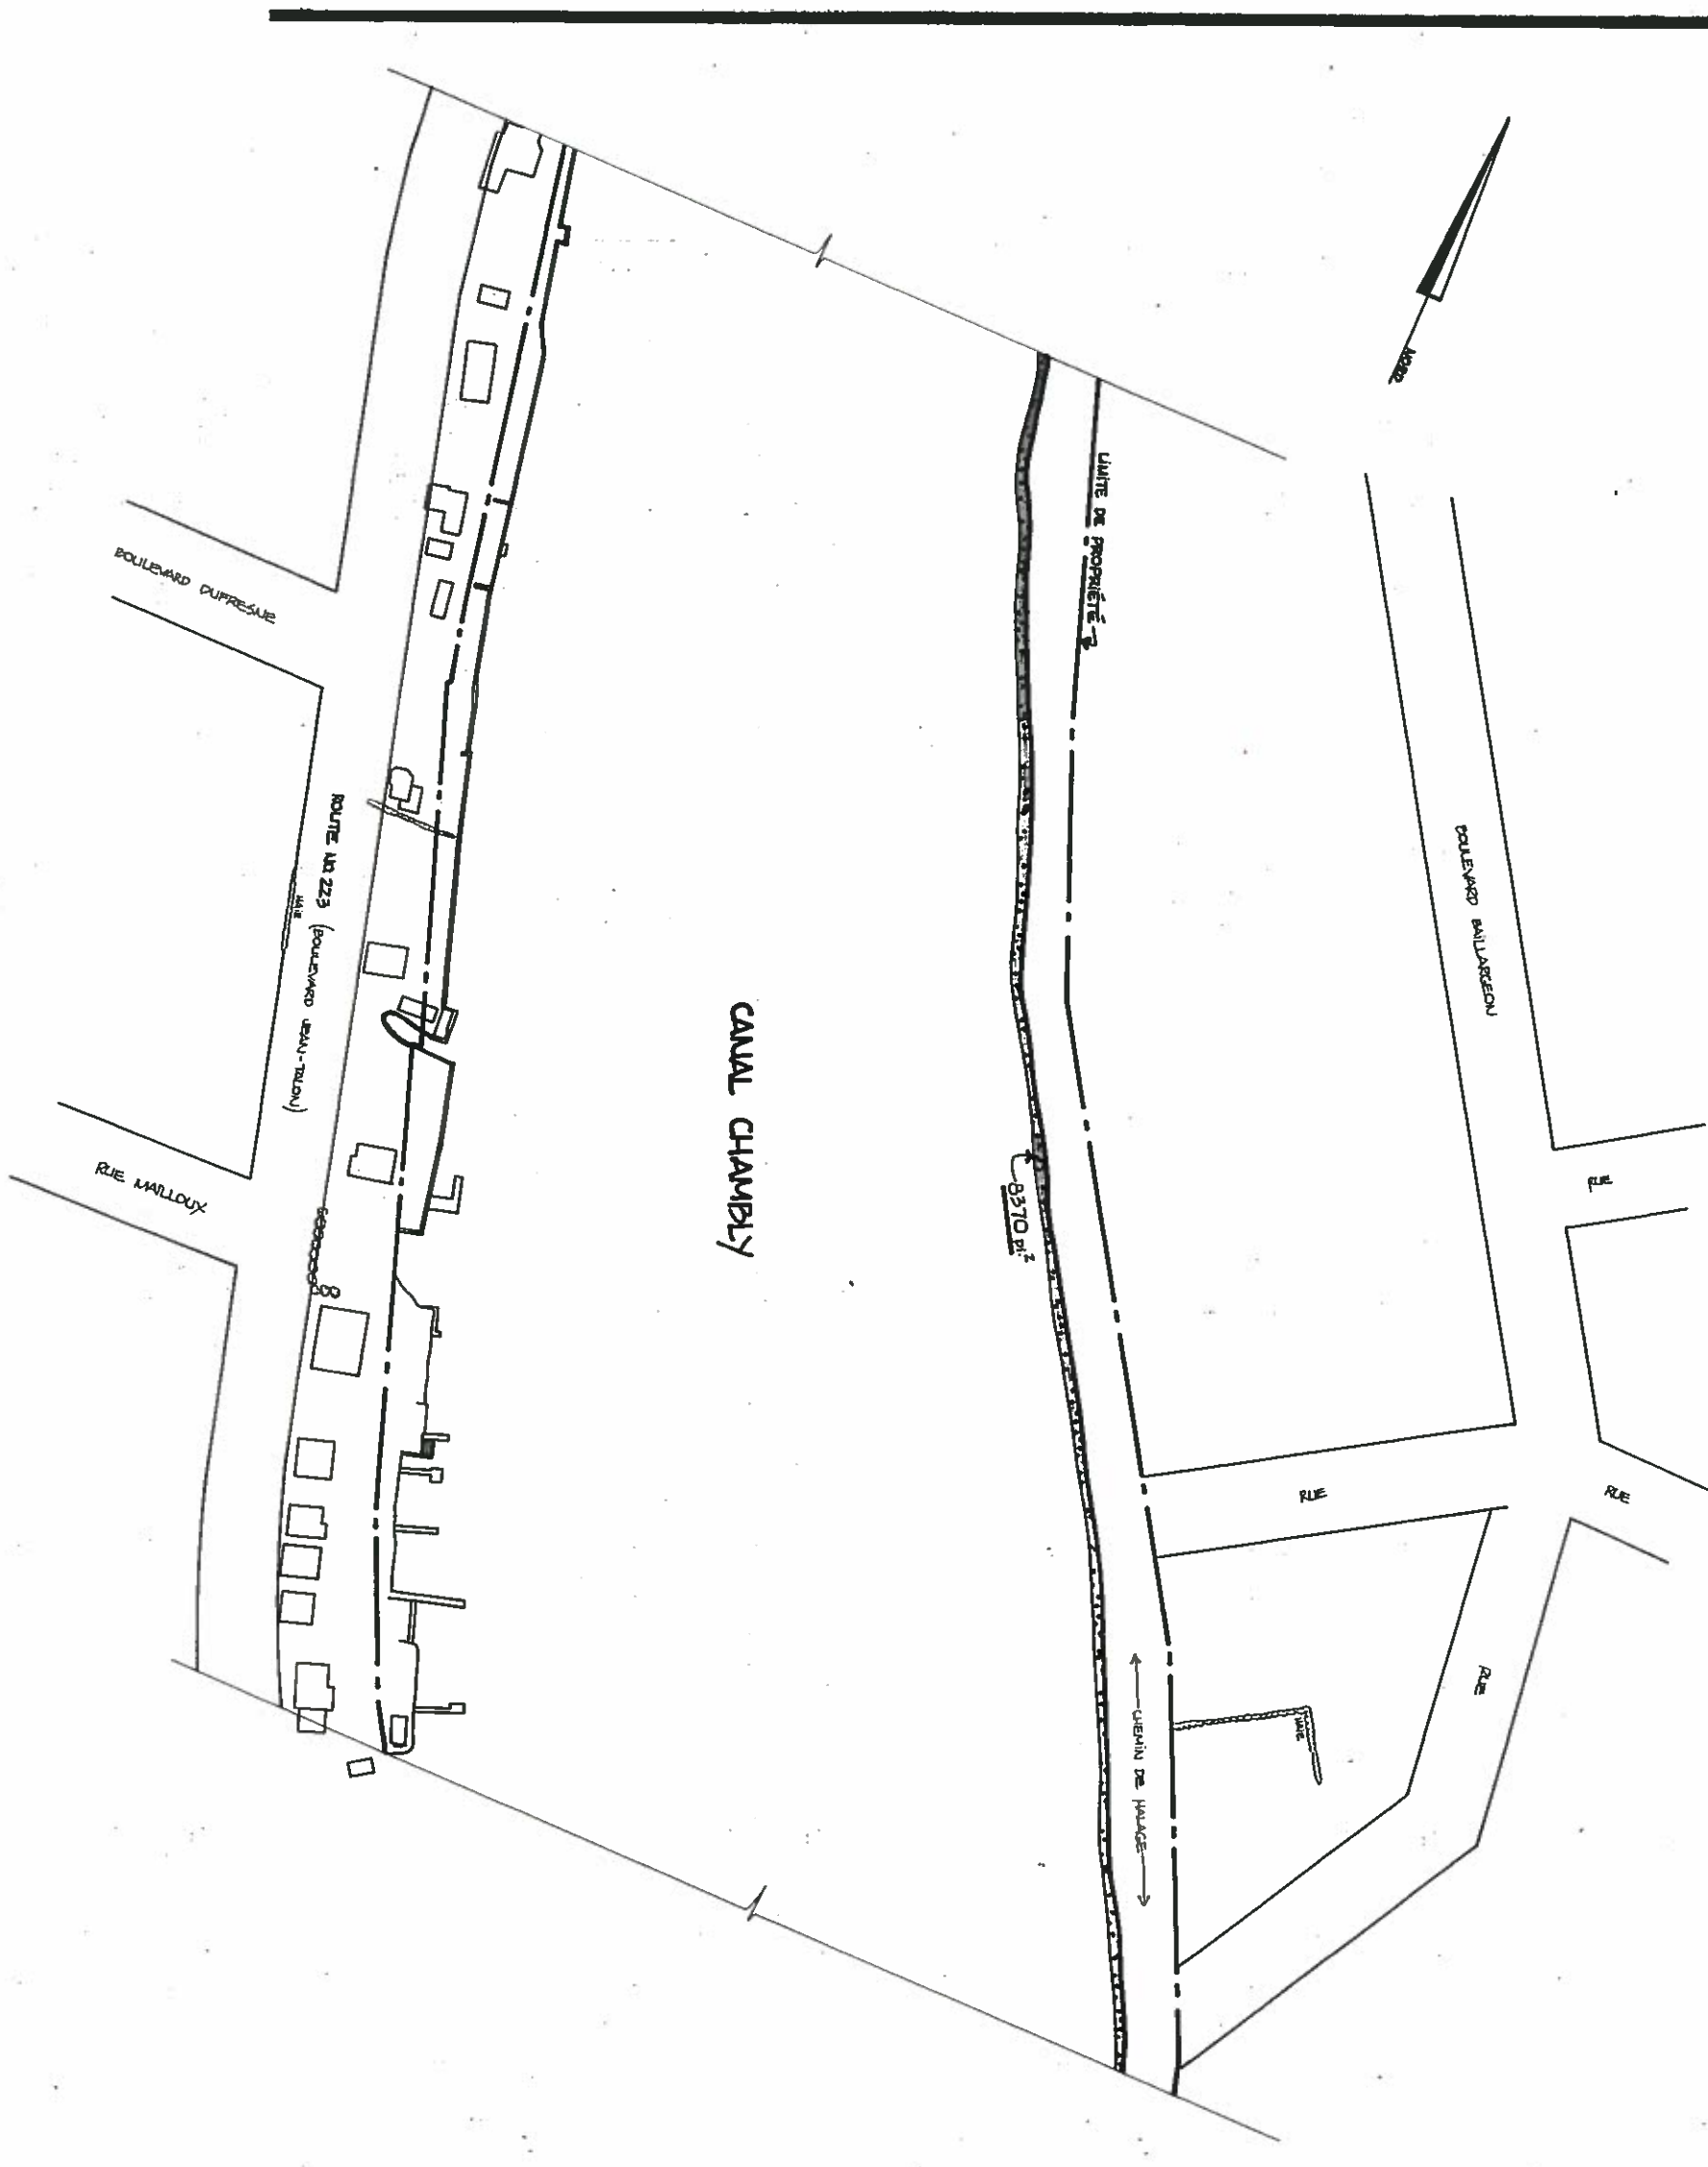 NORD
LIMITE DE PROPRIÉTÉ
BOULEVARD DUFRESNE
BOULEVARD BAILLARGEON
ROUTE NO 223 (BOULEVARD JEAN-TALON)
HAIE
CANAL CHAMBLY
RUE MAILLOUX
8370 pi.²
RUE
RUE
RUE
RUE
HAIE
CHEMIN DE HALAGE